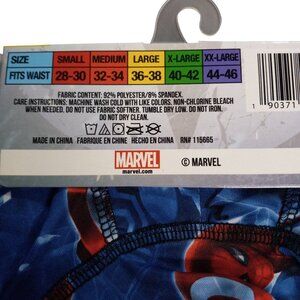 SIZE SMALL MEDIUM LARGE X-LARGE XX-LARGE
FITS WAIST 28-30 32-34 36-38 40-42 44-46
FABRIC CONTENT: 92% POLYESTER/8% SPANDEX.
CARE INSTRUCTIONS: MACHINE WASH COLD WITH LIKE COLORS. NON-CHLORINE BLEACH
WHEN NEEDED. DO NOT USE FABRIC SOFTNER. TUMBLE DRY LOW. DO NOT IRON.
DO NOT DRY CLEAN.
MADE IN CHINA FABRIQUE EN CHINE HECHO EN CHINA RN# 115665
MARVEL © MARVEL
marvel.com
1 90371